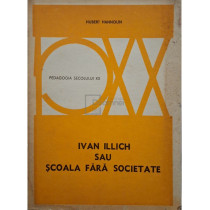 HUBERT HANNOUN
PEDAGOGIA SECOLULUI XX
IVAN ILLICH
SAU
ȘCOALA FĂRĂ SOCIETATE